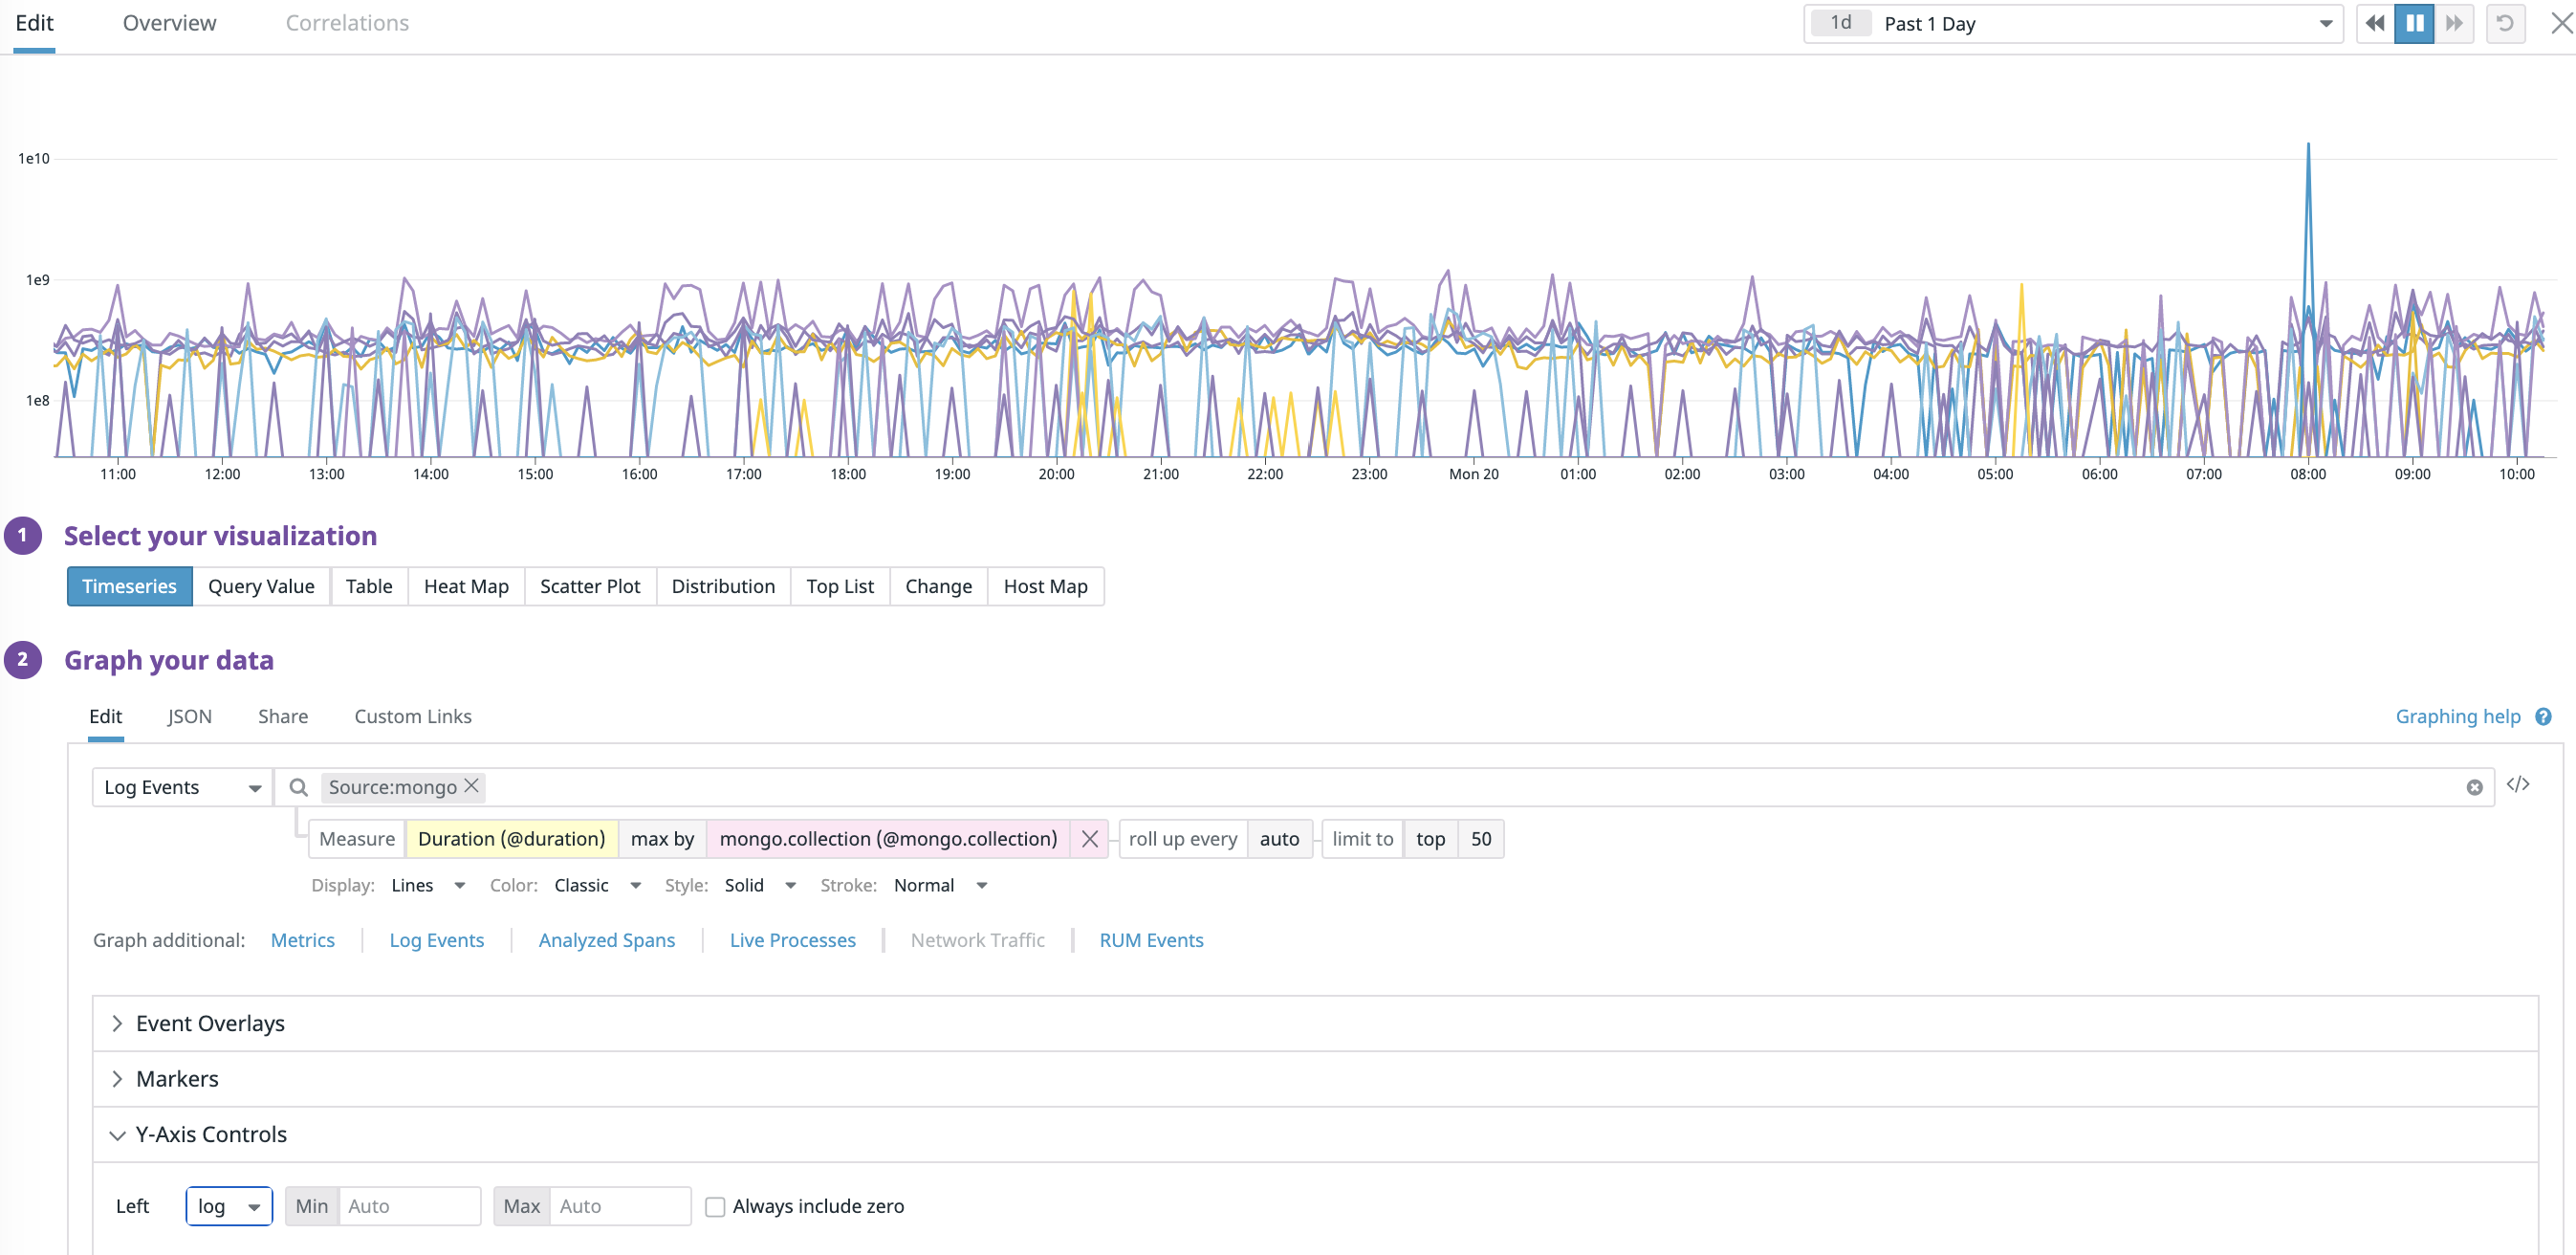 Edit Overview Correlations 1d Past 1 Day
1e10
1e9
1e8
11:00 12:00 13:00 14:00 15:00 16:00 17:00 18:00 19:00 20:00 21:00 22:00 23:00 Mon 20 01:00 02:00 03:00 04:00 05:00 06:00 07:00 08:00 09:00 10:00
1 Select your visualization
Timeseries Query Value Table Heat Map Scatter Plot Distribution Top List Change Host Map
2 Graph your data
Edit JSON Share Custom Links Graphing help ?
Log Events Source:mongo </>
Measure Duration (@duration) max by mongo.collection (@mongo.collection) roll up every auto limit to top 50
Display: Lines Color: Classic Style: Solid Stroke: Normal
Graph additional: Metrics Log Events Analyzed Spans Live Processes Network Traffic RUM Events
Event Overlays
Markers
Y-Axis Controls
Left log Min Auto Max Auto Always include zero